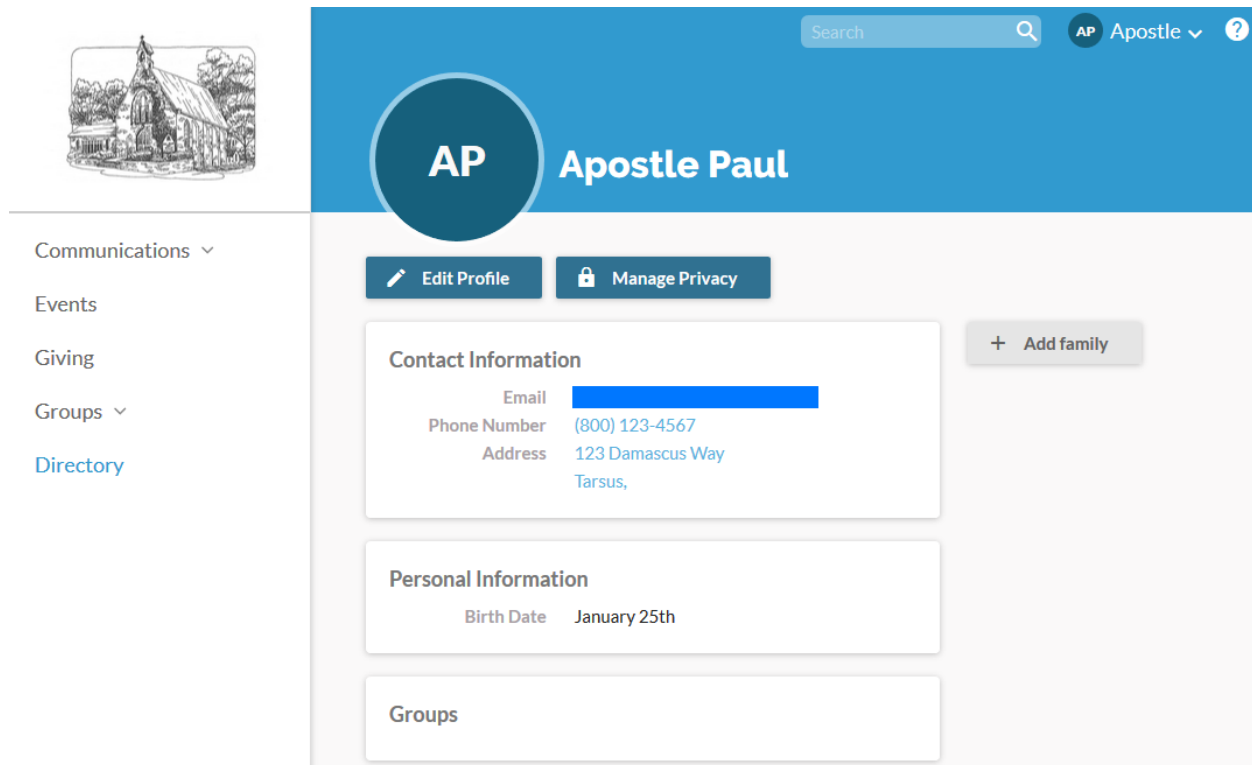 Search
AP Apostle
AP
Apostle Paul
Communications
Events
Giving
Groups
Directory
Edit Profile
Manage Privacy
Contact Information
Email
Phone Number (800) 123-4567
Address 123 Damascus Way
Tarsus,
+ Add family
Personal Information
Birth Date January 25th
Groups